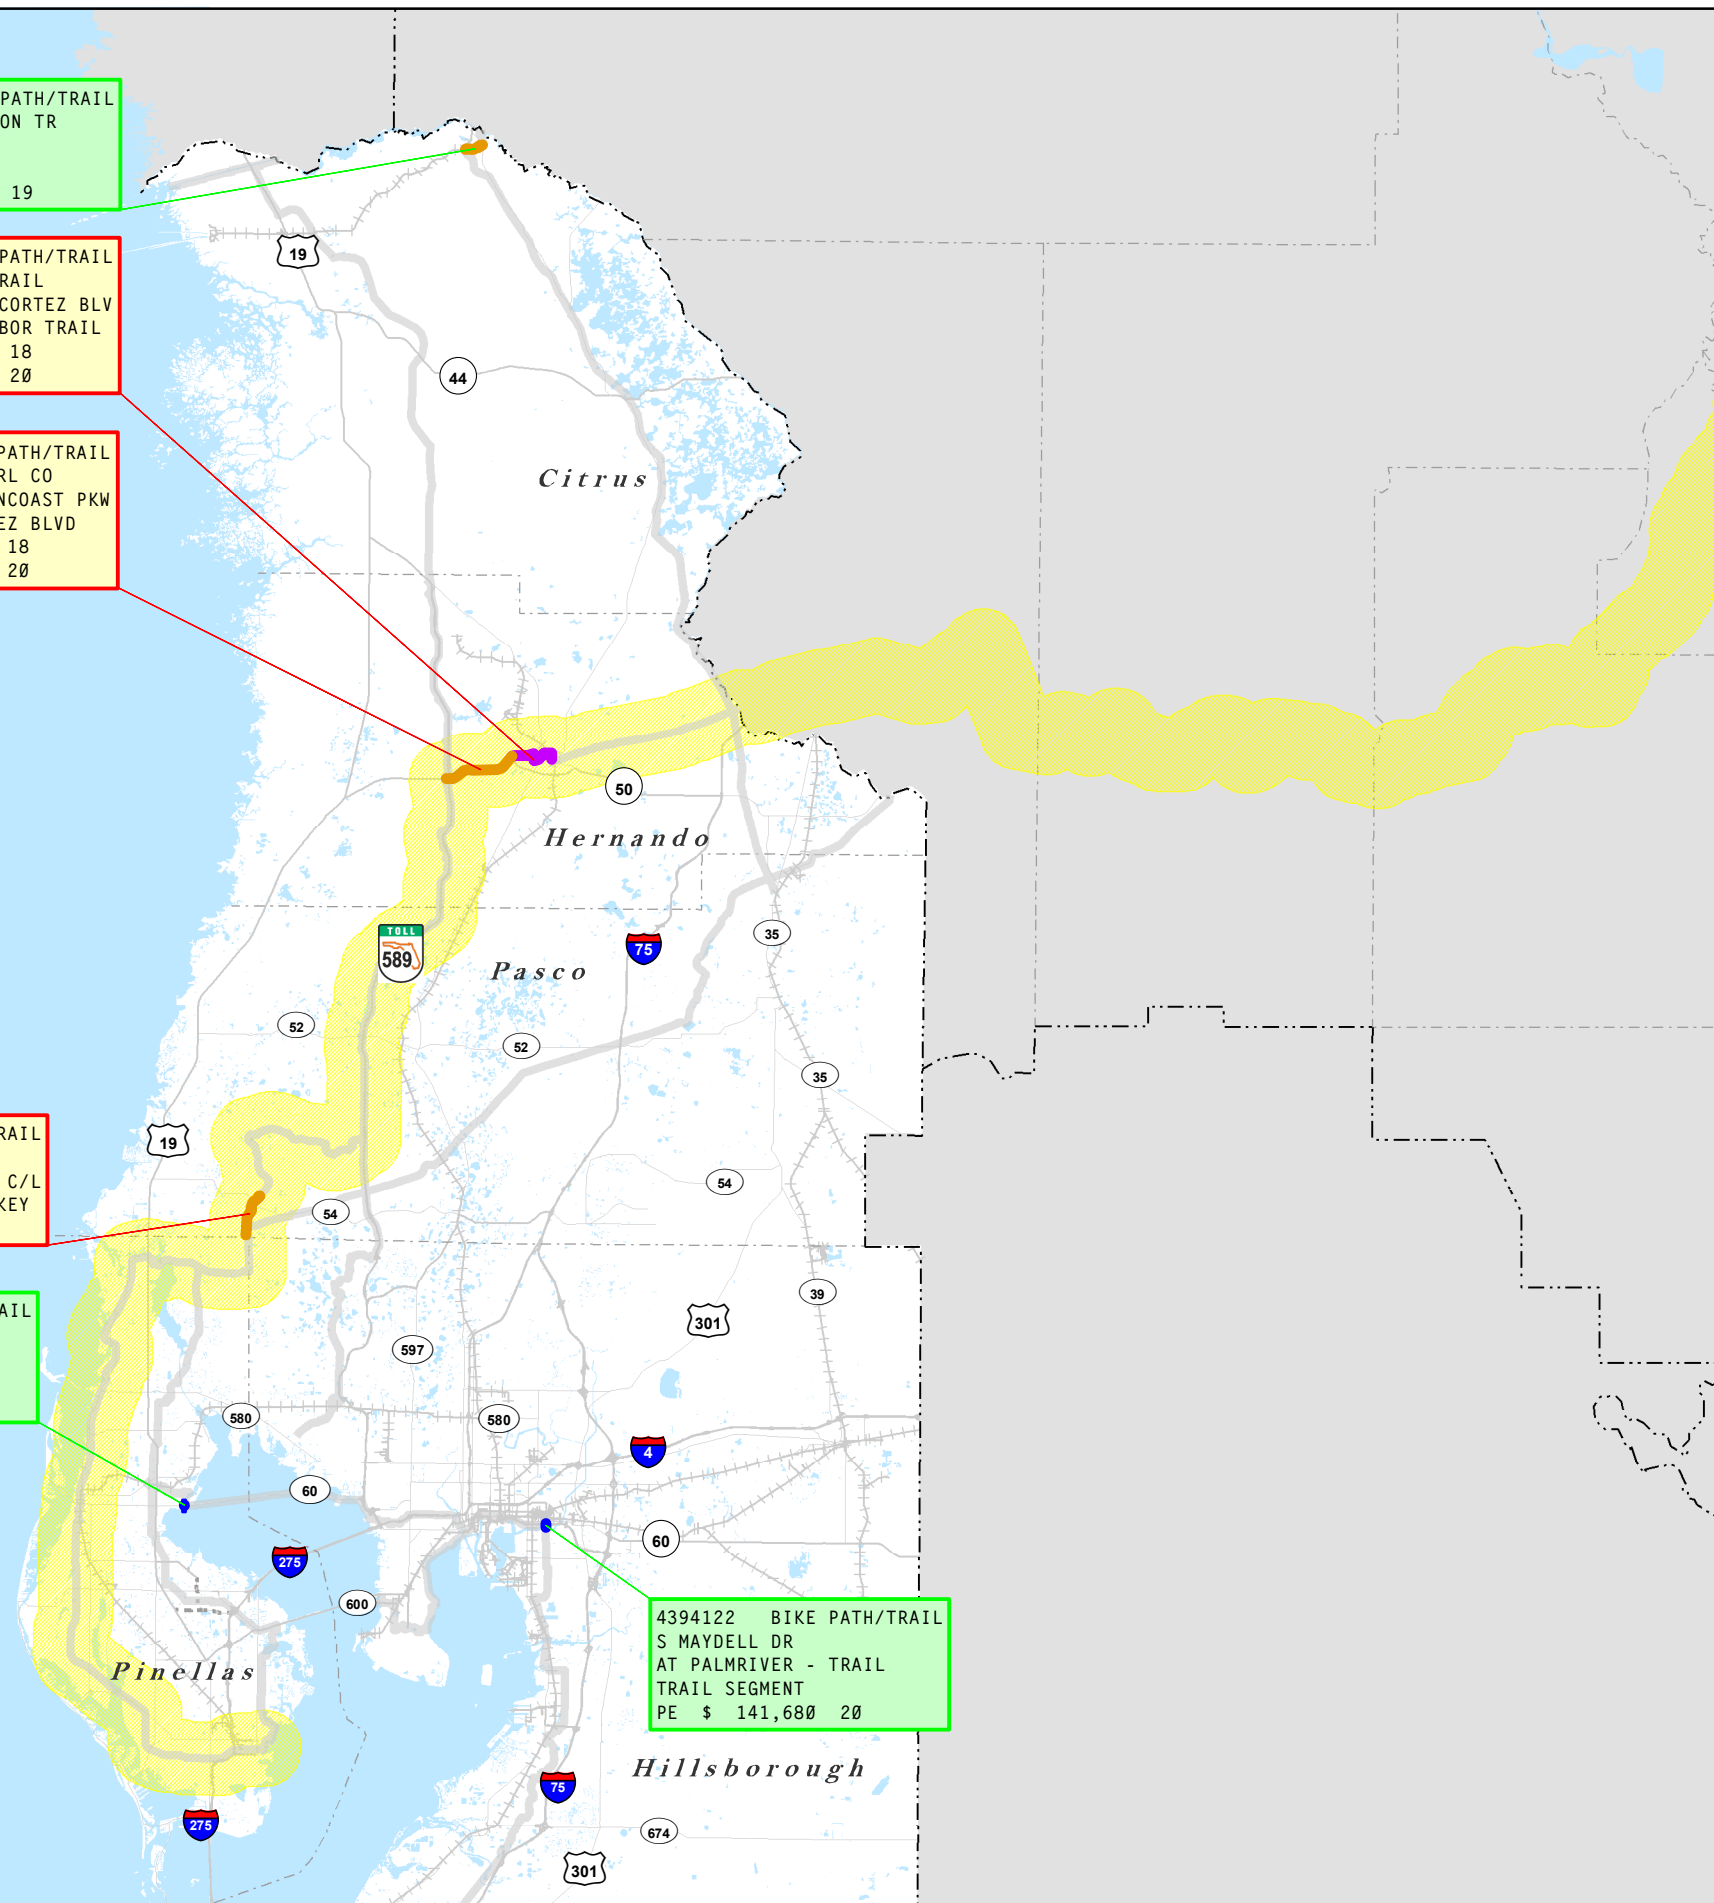 PATH/TRAIL
ON TR
19
PATH/TRAIL
RAIL
CORTEZ BLV
BOR TRAIL
18
20
PATH/TRAIL
RL CO
NCOAST PKW
EZ BLVD
18
20
RAIL
C/L
KEY
AIL
19
44
Citrus
50
Hernando
TOLL
589
75
35
Pasco
52
52
35
19
54
54
39
301
597
580
580
4
60
60
275
600
4394122 BIKE PATH/TRAIL
S MAYDELL DR
AT PALMRIVER - TRAIL
TRAIL SEGMENT
PE $ 141,680 20
Pinellas
Hillsborough
75
275
674
301